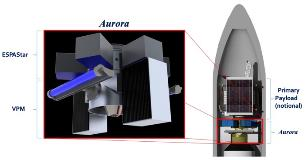 Aurora
ESPAStar
VPM
Primary
Payload
(notional)
Aurora